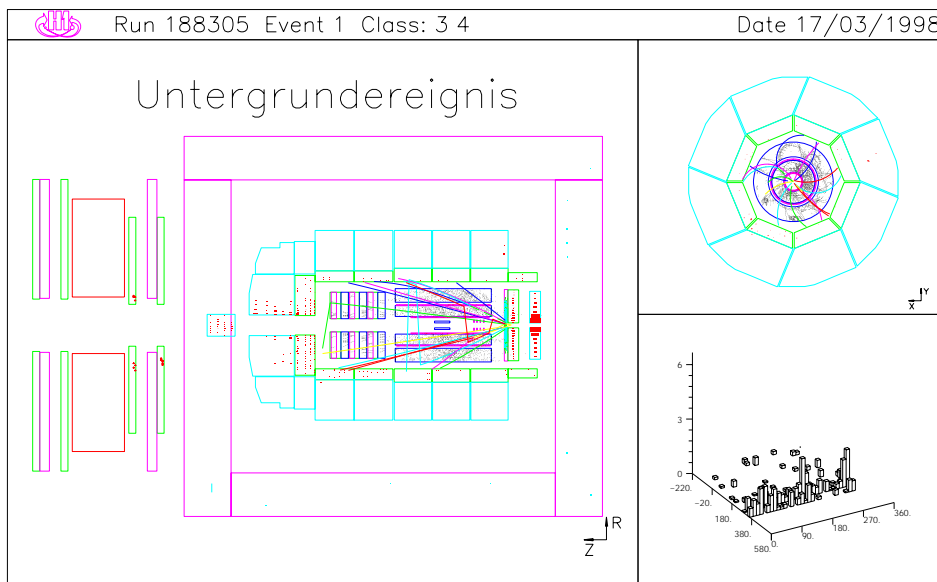 Run 188305 Event 1 Class: 3 4 Date 17/03/1998
Untergrundereignis
R
Z
Y
X
6
3
0
-220.
-20.
180.
380.
580.
0.
90.
180.
270.
360.